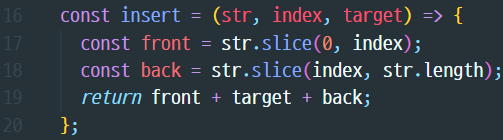 16 const insert = (str, index, target) => {
17 const front = str.slice(0, index);
18 const back = str.slice(index, str.length);
19 return front + target + back;
20 };